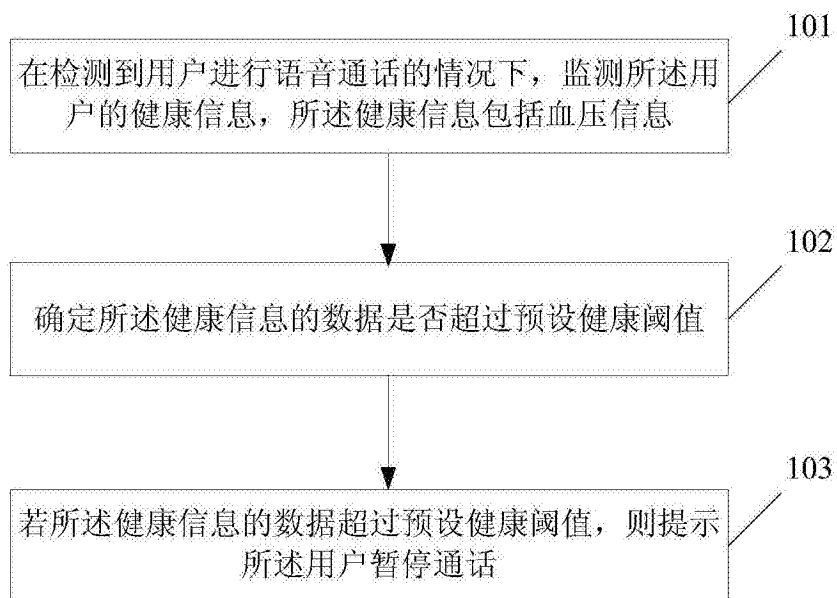 101
在检测到用户进行语音通话的情况下，监测所述用
户的健康信息，所述健康信息包括血压信息
102
确定所述健康信息的数据是否超过预设健康阈值
103
若所述健康信息的数据超过预设健康阈值，则提示
所述用户暂停通话